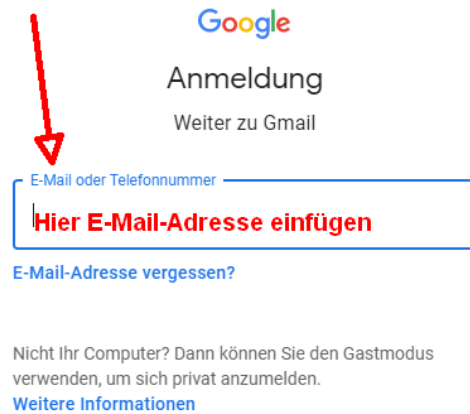 Google
Anmeldung
Weiter zu Gmail
E-Mail oder Telefonnummer
Hier E-Mail-Adresse einfügen
E-Mail-Adresse vergessen?
Nicht Ihr Computer? Dann können Sie den Gastmodus
verwenden, um sich privat anzumelden.
Weitere Informationen